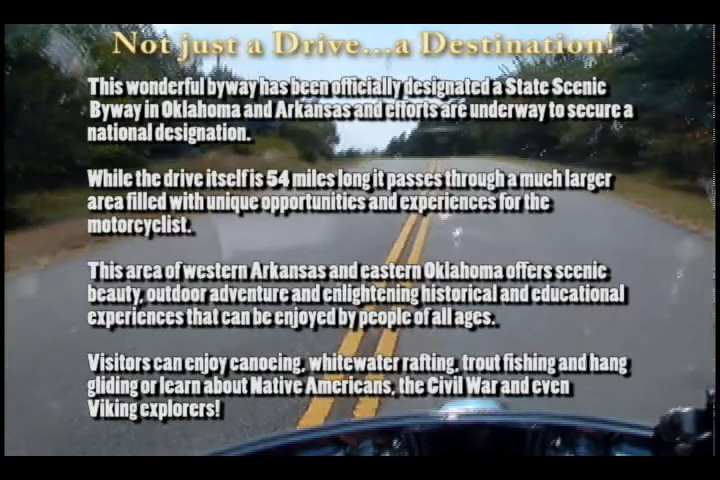 Not just a Drive...a Destination!
This wonderful byway has been officially designated a State Scenic
Byway in Oklahoma and Arkansas and efforts are underway to secure a
national designation.
While the drive itself is 54 miles long it passes through a much larger
area filled with unique opportunities and experiences for the
motorcyclist.
This area of western Arkansas and eastern Oklahoma offers scenic
beauty, outdoor adventure and enlightening historical and educational
experiences that can be enjoyed by people of all ages.
Visitors can enjoy canoeing, whitewater rafting, trout fishing and hang
gliding or learn about Native Americans, the Civil War and even
Viking explorers!